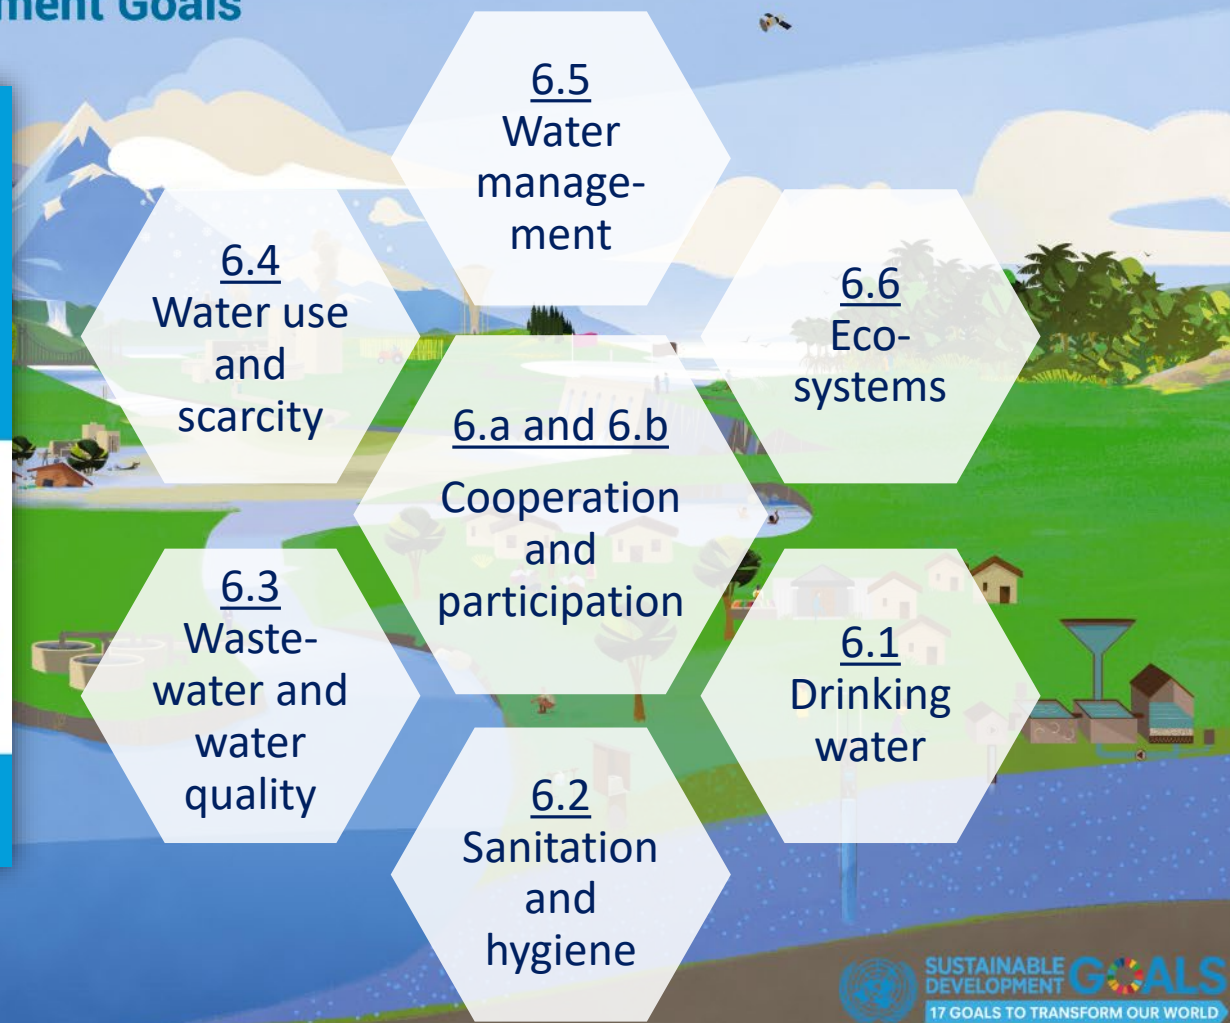 ment Goals
6.5
Water
manage-
ment
6.4
Water use
and
scarcity
6.6
Eco-
systems
6.a and 6.b
Cooperation
and
participation
6.3
Waste-
water and
water
quality
6.1
Drinking
water
6.2
Sanitation
and
hygiene
SUSTAINABLE
DEVELOPMENT GOALS
17 GOALS TO TRANSFORM OUR WORLD